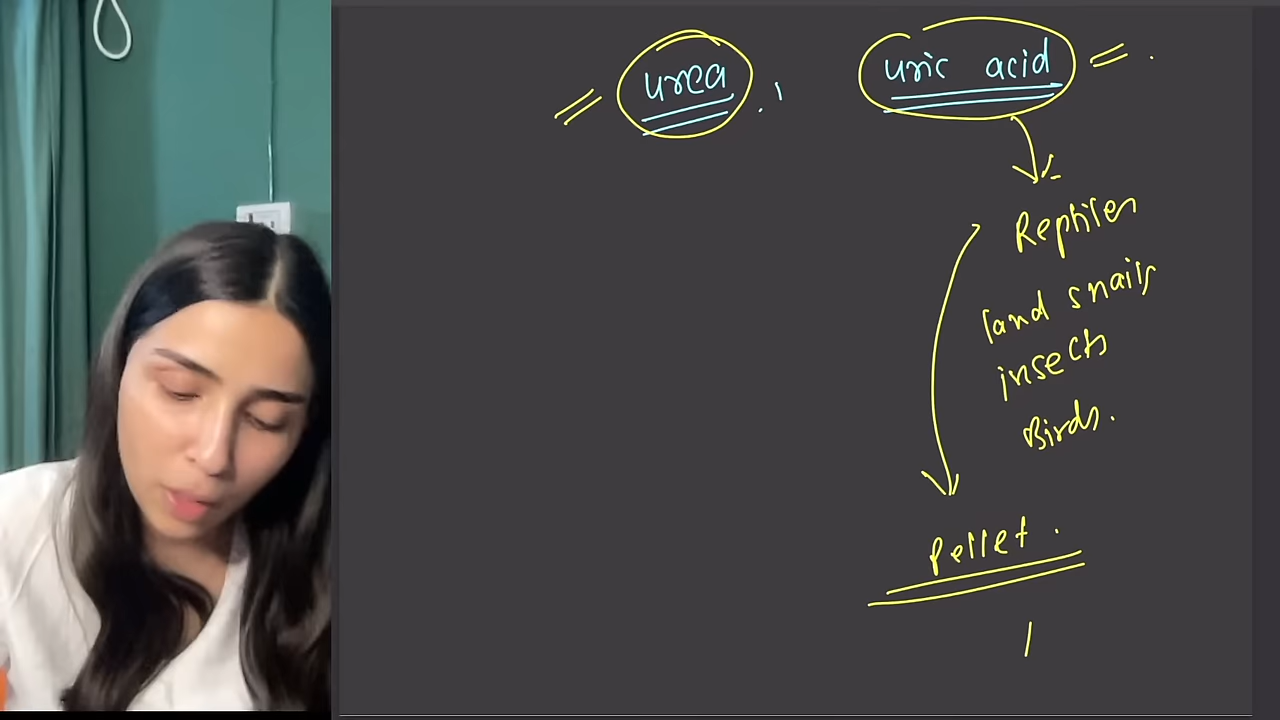 urea
uric acid
Reptiles
land snails
insects
Birds.
Pellet.